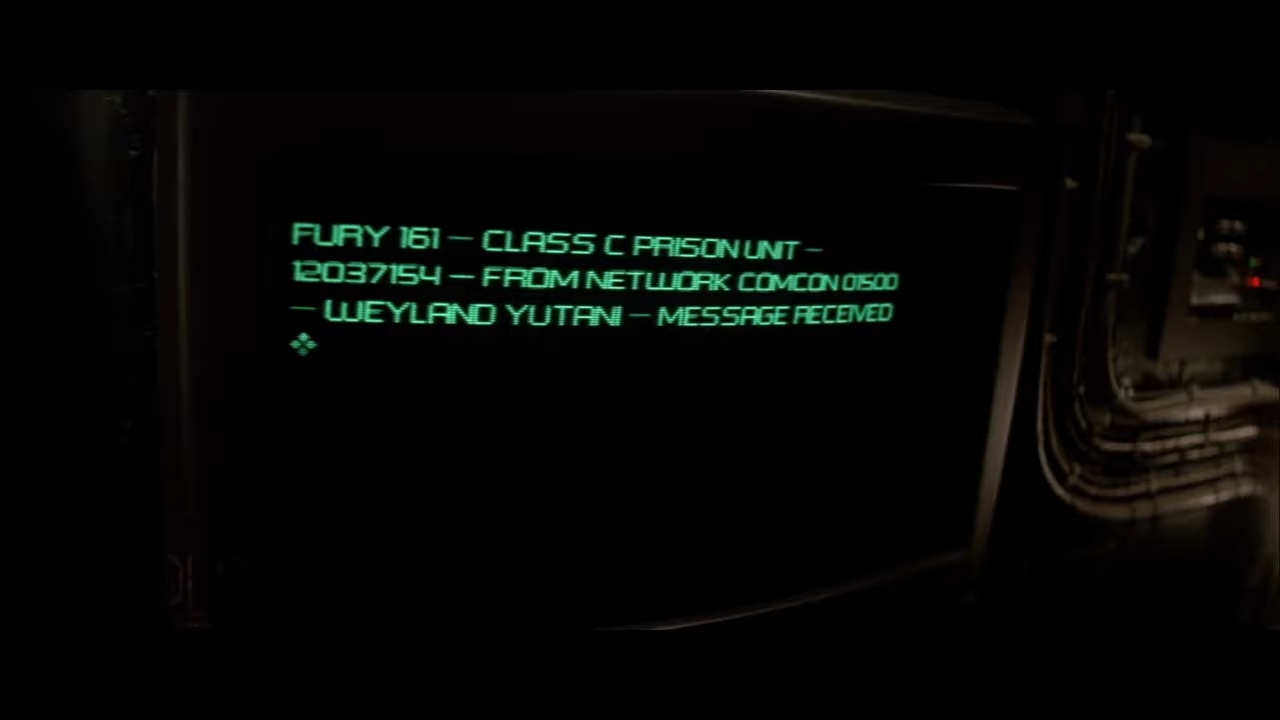 FURY 161 — CLASS C PRISON UNIT —
12037154 — FROM NETWORK COMCON 01500
— WEYLAND YUTANI — MESSAGE RECEIVED